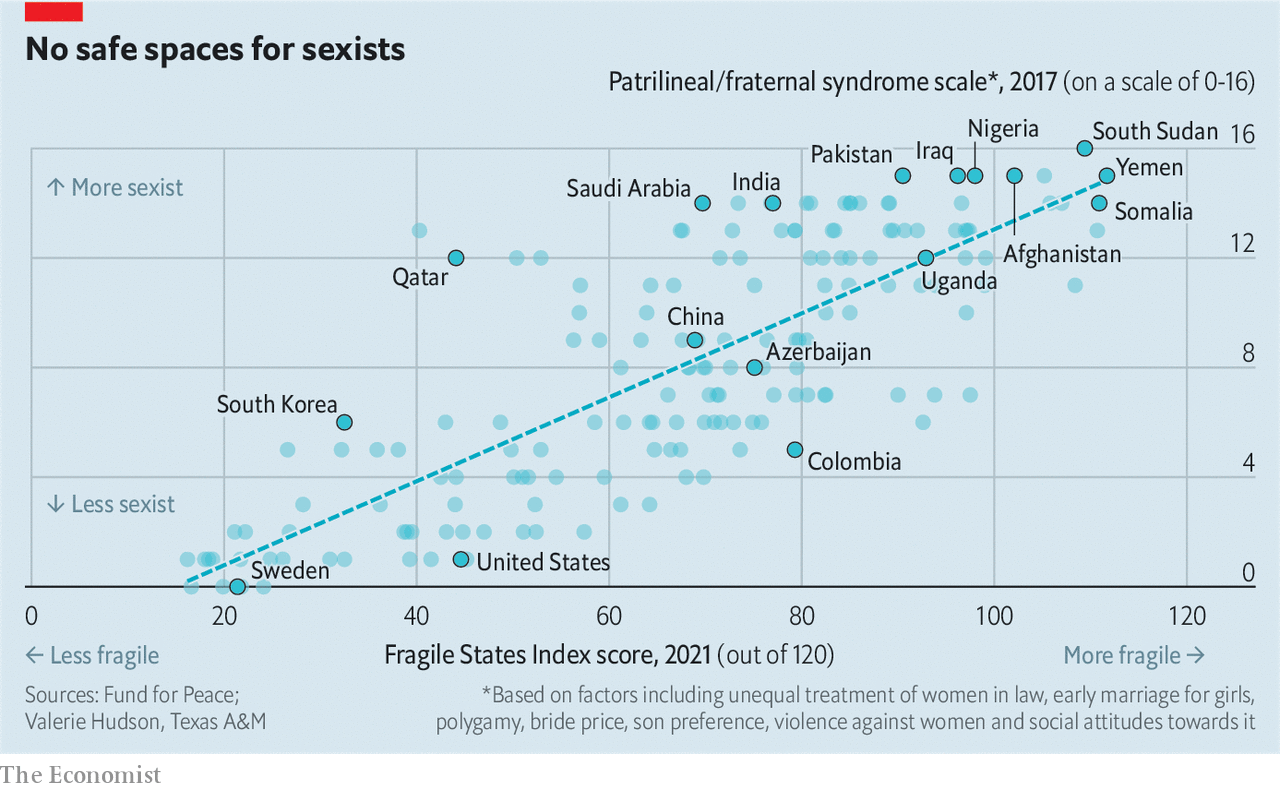 No safe spaces for sexists
Patrilineal/fraternal syndrome scale*, 2017 (on a scale of 0-16)
Nigeria
South Sudan 16
Pakistan
Iraq
Yemen
↑ More sexist
Saudi Arabia
India
Somalia
12
Afghanistan
Qatar
Uganda
China
8
Azerbaijan
South Korea
Colombia
4
↓ Less sexist
United States
Sweden
0
0 20 40 60 80 100 120
← Less fragile
Fragile States Index score, 2021 (out of 120)
More fragile →
Sources: Fund for Peace;
Valerie Hudson, Texas A&M
*Based on factors including unequal treatment of women in law, early marriage for girls,
polygamy, bride price, son preference, violence against women and social attitudes towards it
The Economist